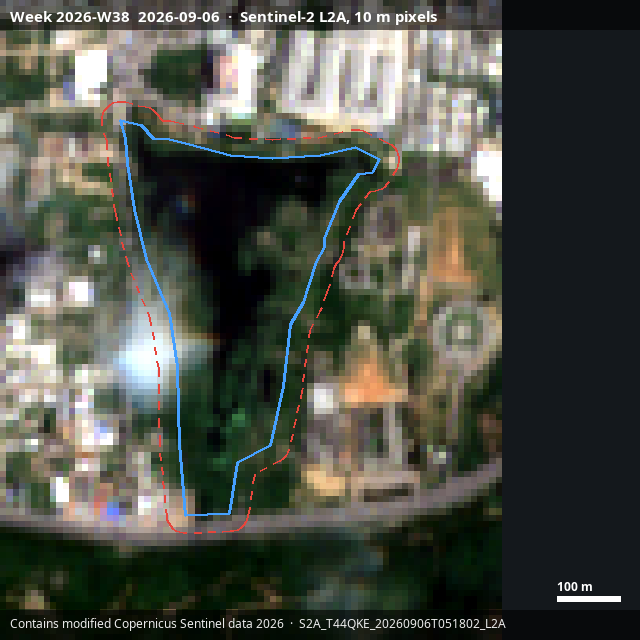 Week 2026-W38 2026-09-06 · Sentinel-2 L2A, 10 m pixels
100 m
Contains modified Copernicus Sentinel data 2026 · S2A_T44QKE_20260906T051802_L2A